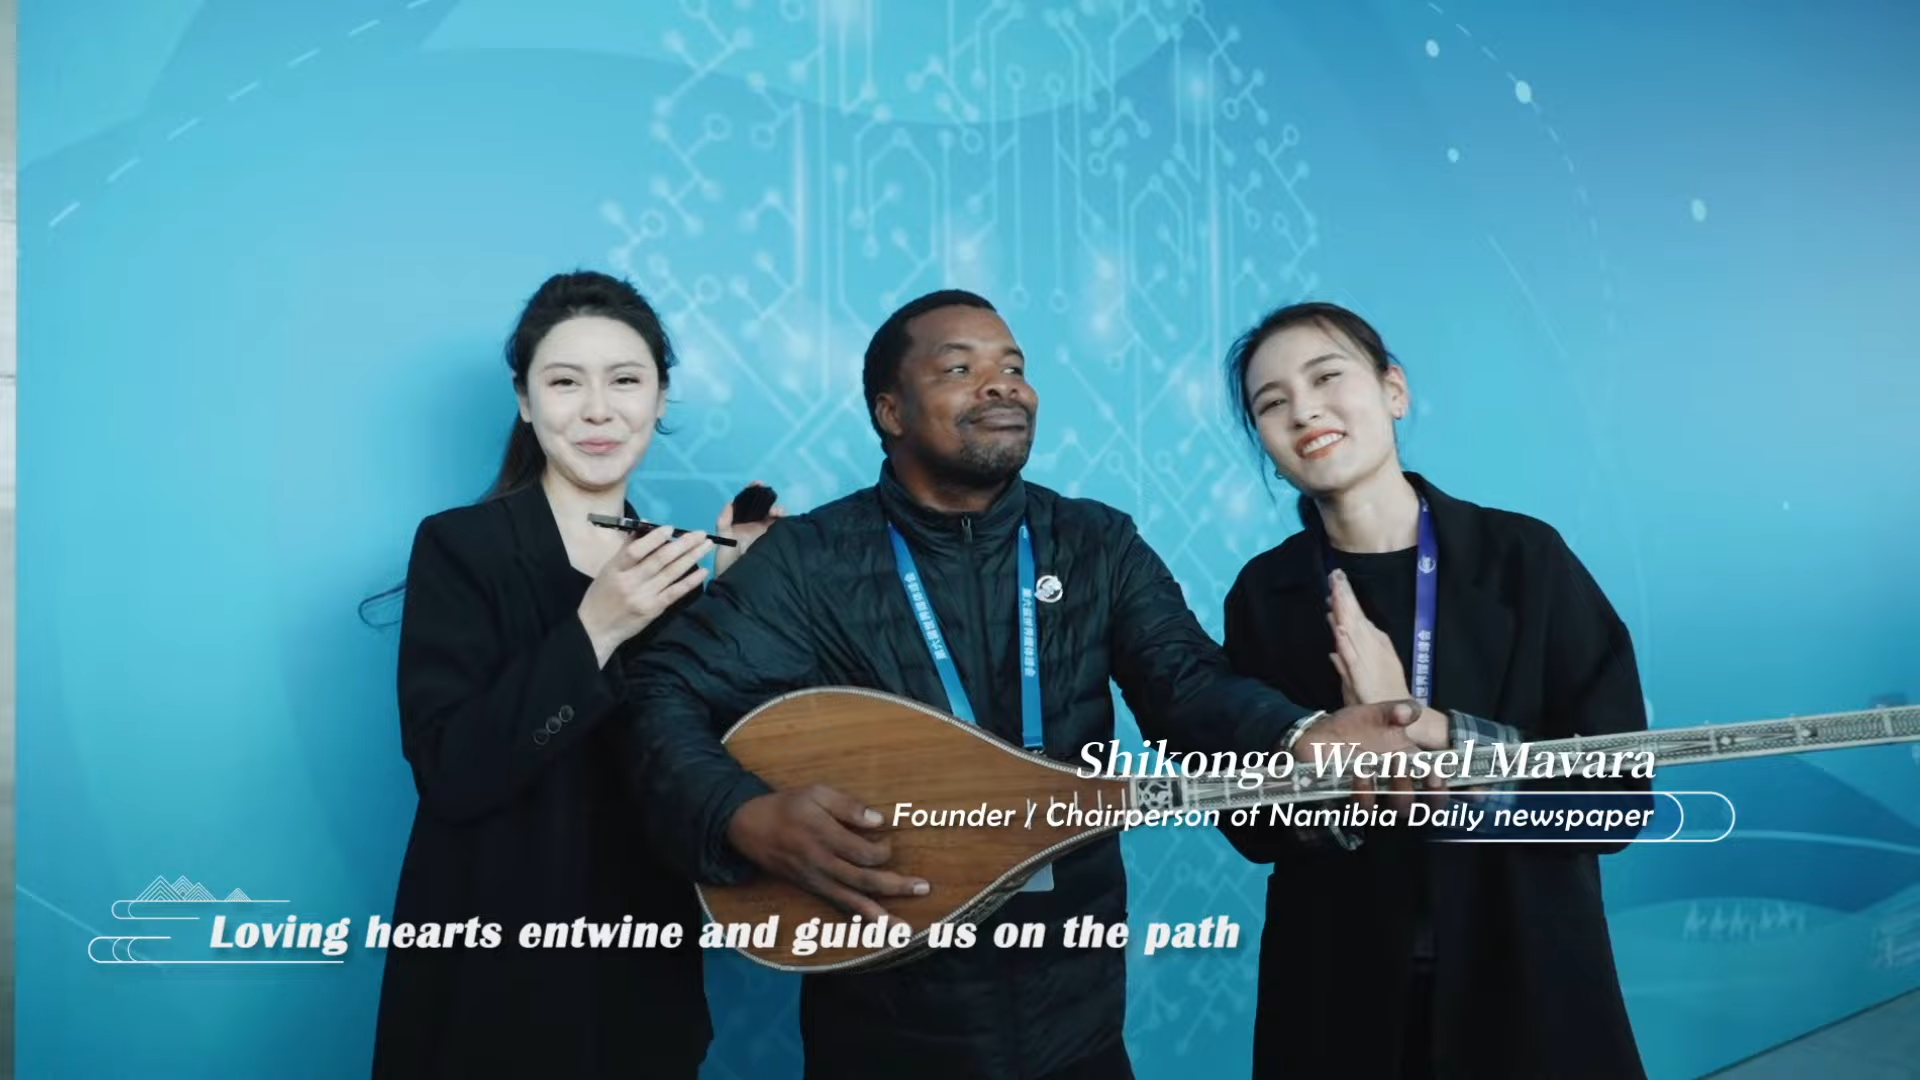 Shikongo Wensel Mavara
Founder / Chairperson of Namibia Daily newspaper
Loving hearts entwine and guide us on the path